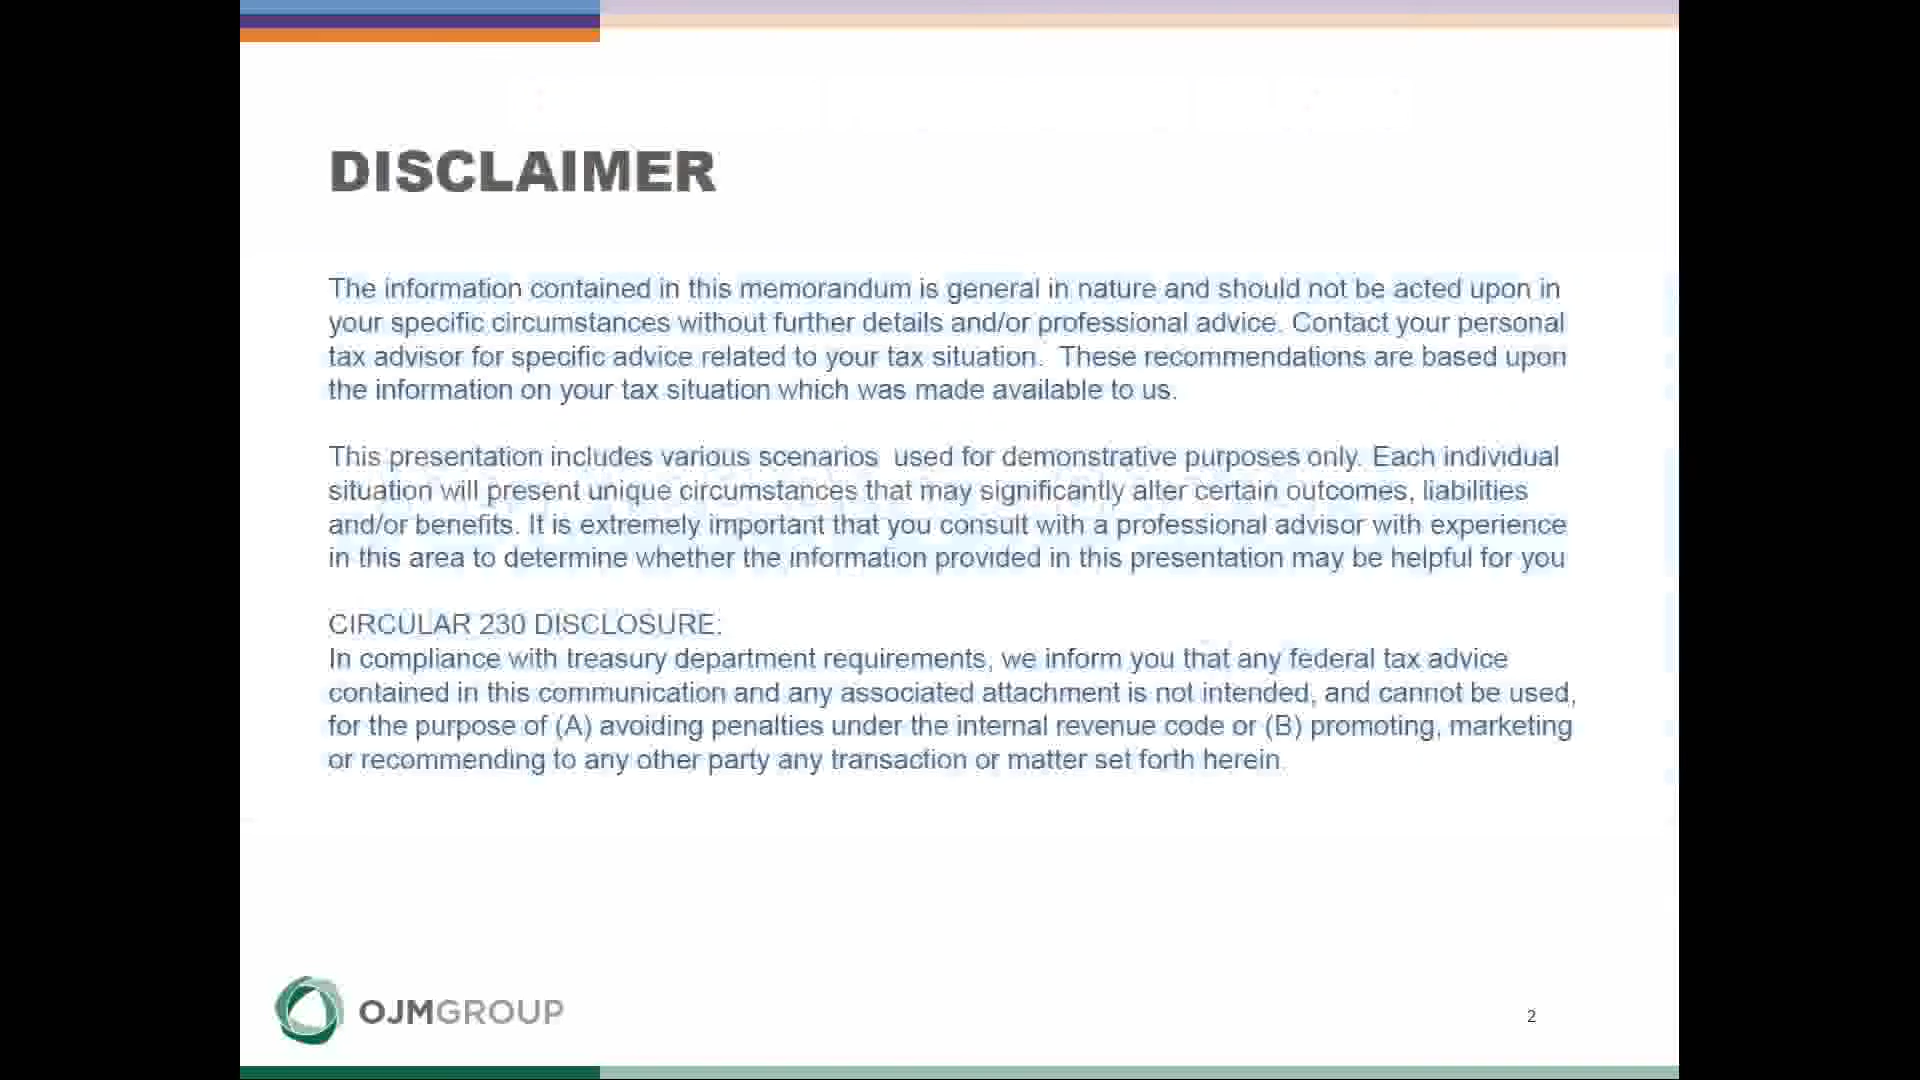 DISCLAIMER
The information contained in this memorandum is general in nature and should not be acted upon in
your specific circumstances without further details and/or professional advice. Contact your personal
tax advisor for specific advice related to your tax situation.  These recommendations are based upon
the information on your tax situation which was made available to us.
This presentation includes various scenarios  used for demonstrative purposes only. Each individual
situation will present unique circumstances that may significantly alter certain outcomes, liabilities
and/or benefits. It is extremely important that you consult with a professional advisor with experience
in this area to determine whether the information provided in this presentation may be helpful for you
CIRCULAR 230 DISCLOSURE:
In compliance with treasury department requirements, we inform you that any federal tax advice
contained in this communication and any associated attachment is not intended, and cannot be used,
for the purpose of (A) avoiding penalties under the internal revenue code or (B) promoting, marketing
or recommending to any other party any transaction or matter set forth herein.
OJMGROUP
2